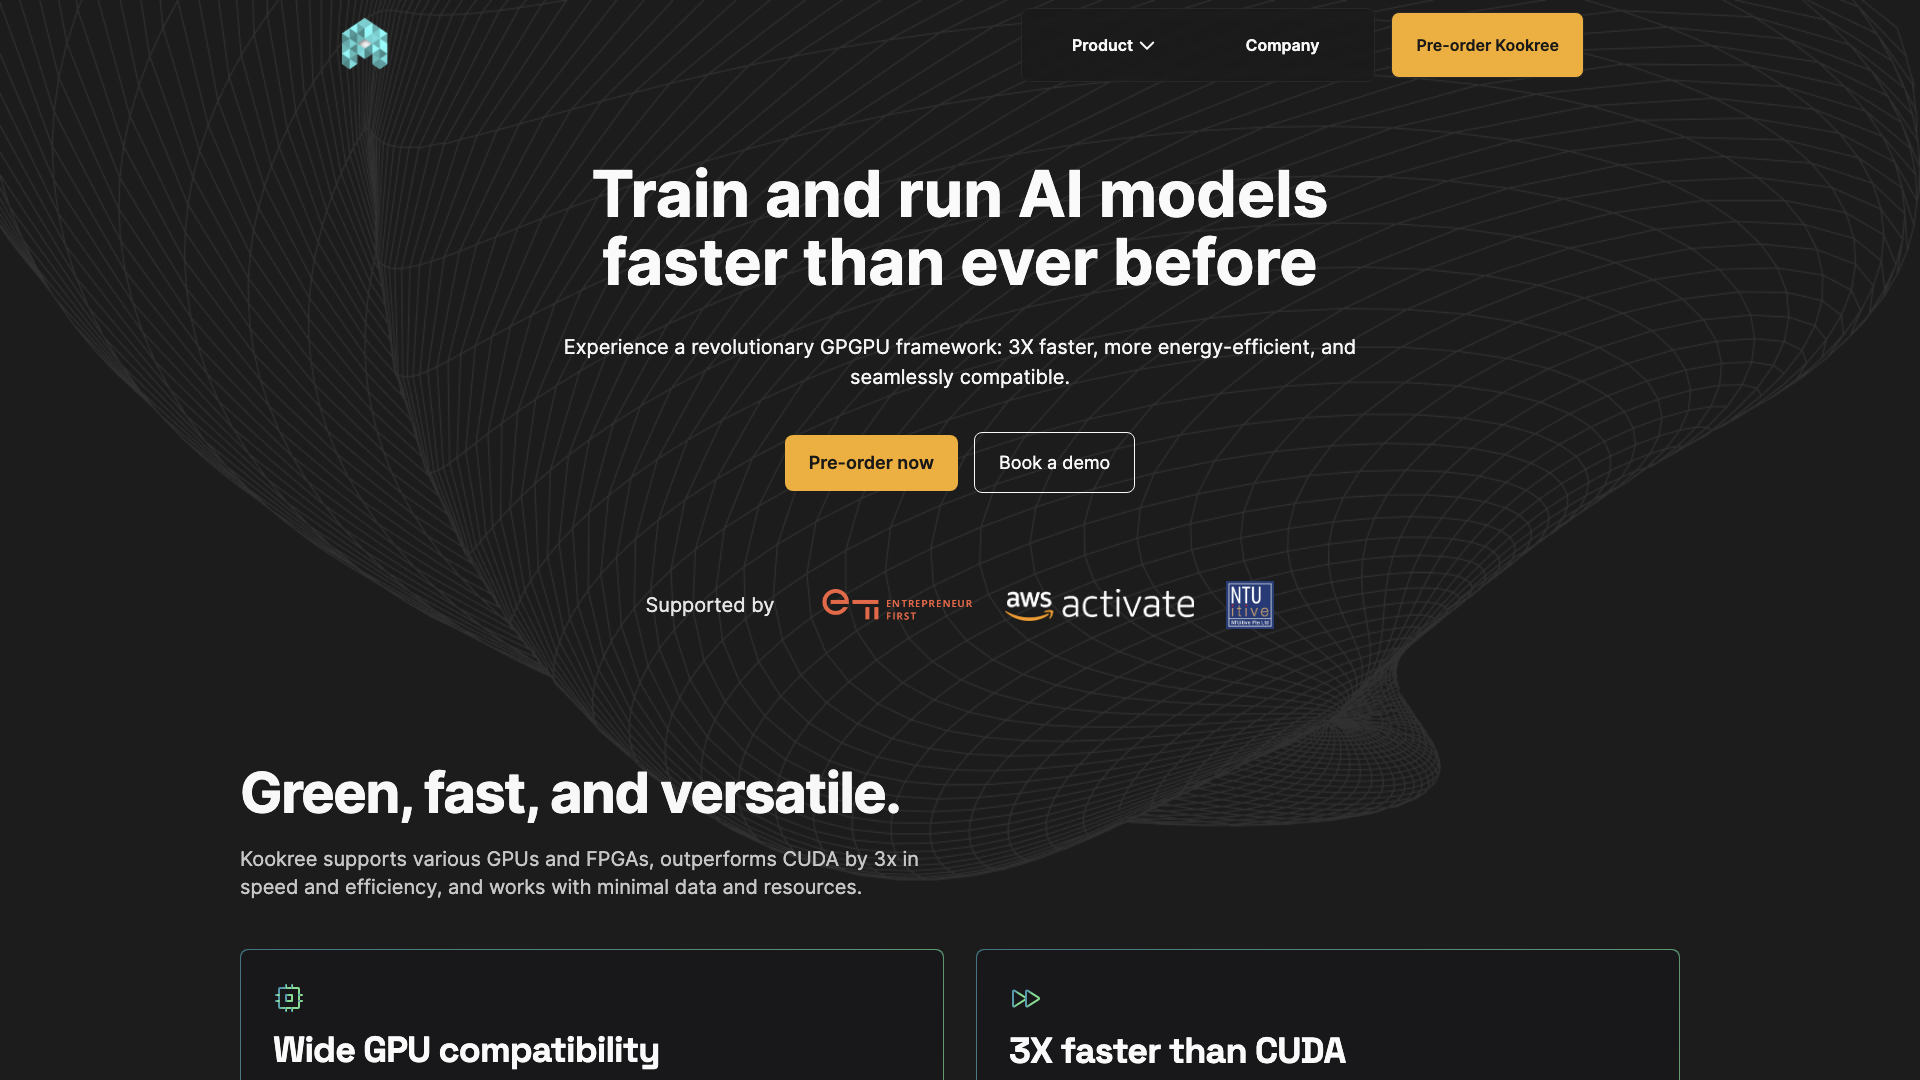 Product
Company
Pre-order Kookree
Train and run AI models
faster than ever before
Experience a revolutionary GPGPU framework: 3X faster, more energy-efficient, and
seamlessly compatible.
Pre-order now
Book a demo
Supported by
ENTREPRENEUR
FIRST
aws activate
NTU
itive
NTUitive Pte Ltd
Green, fast, and versatile.
Kookree supports various GPUs and FPGAs, outperforms CUDA by 3x in
speed and efficiency, and works with minimal data and resources.
Wide GPU compatibility
3X faster than CUDA